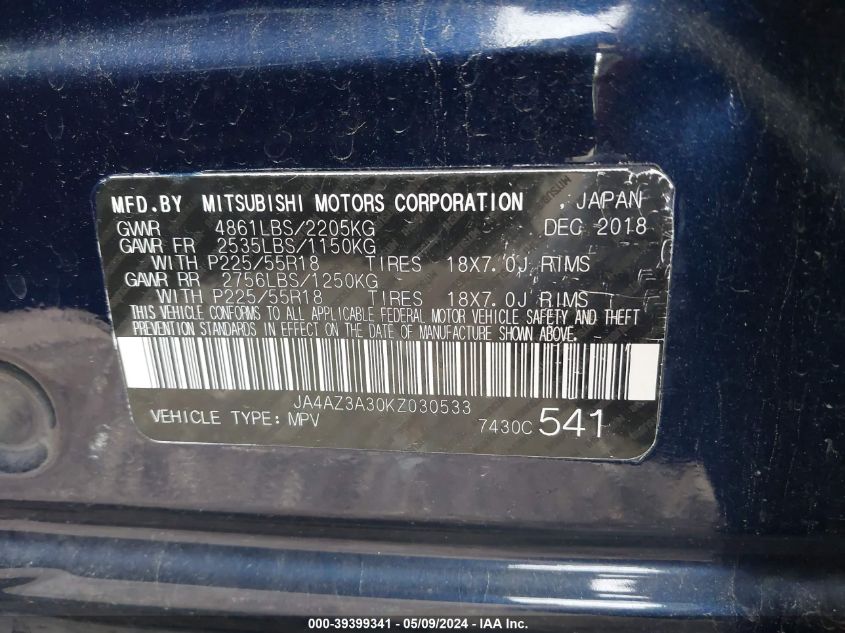 MFD.BY MITSUBISHI MOTORS CORPORATION , JAPAN
GVWR 4861LBS/2205KG DEC 2018
GAWR FR 2535LBS/1150KG
WITH P225/55R18 TIRES 18X7.0J RIMS
GAWR RR 2756LBS/1250KG
WITH P225/55R18 TIRES 18X7.0J RIMS
THIS VEHICLE CONFORMS TO ALL APPLICABLE FEDERAL MOTOR VEHICLE SAFETY AND THEFT
PREVENTION STANDARDS IN EFFECT ON THE DATE OF MANUFACTURE SHOWN ABOVE.
JA4AZ3A30KZ030533
VEHICLE TYPE: MPV 7430C 541
000-39399341 - 05/09/2024 - IAA Inc.